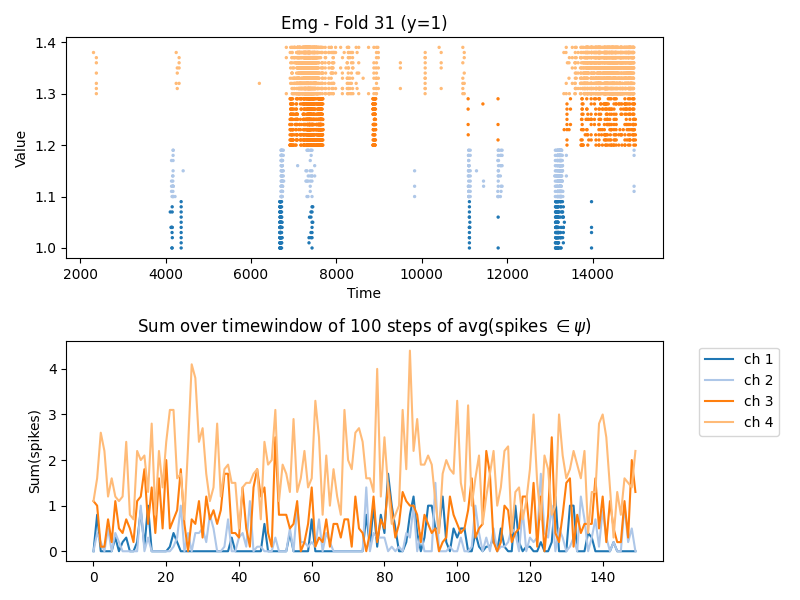 Emg - Fold 31 (y=1)
Value
1.4
1.3
1.2
1.1
1.0
2000 4000 6000 8000 10000 12000 14000
Time
Sum over timewindow of 100 steps of avg(spikes ∈ψ)
Sum(spikes)
4
3
2
1
0
0 20 40 60 80 100 120 140
ch 1
ch 2
ch 3
ch 4